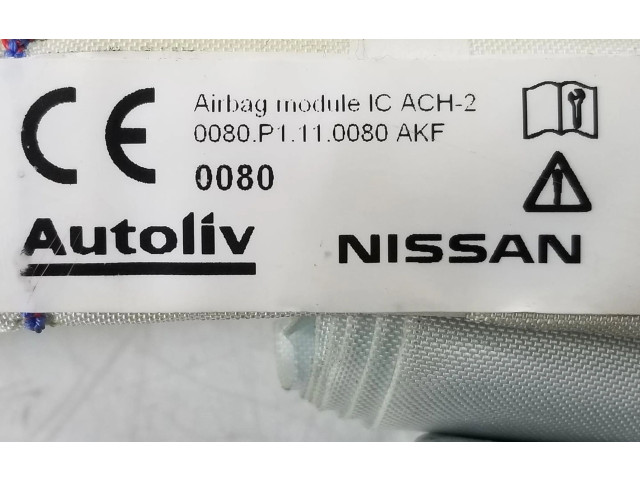 CE
Airbag module IC ACH-2
0080.P1.11.0080 AKF
0080
Autoliv
NISSAN